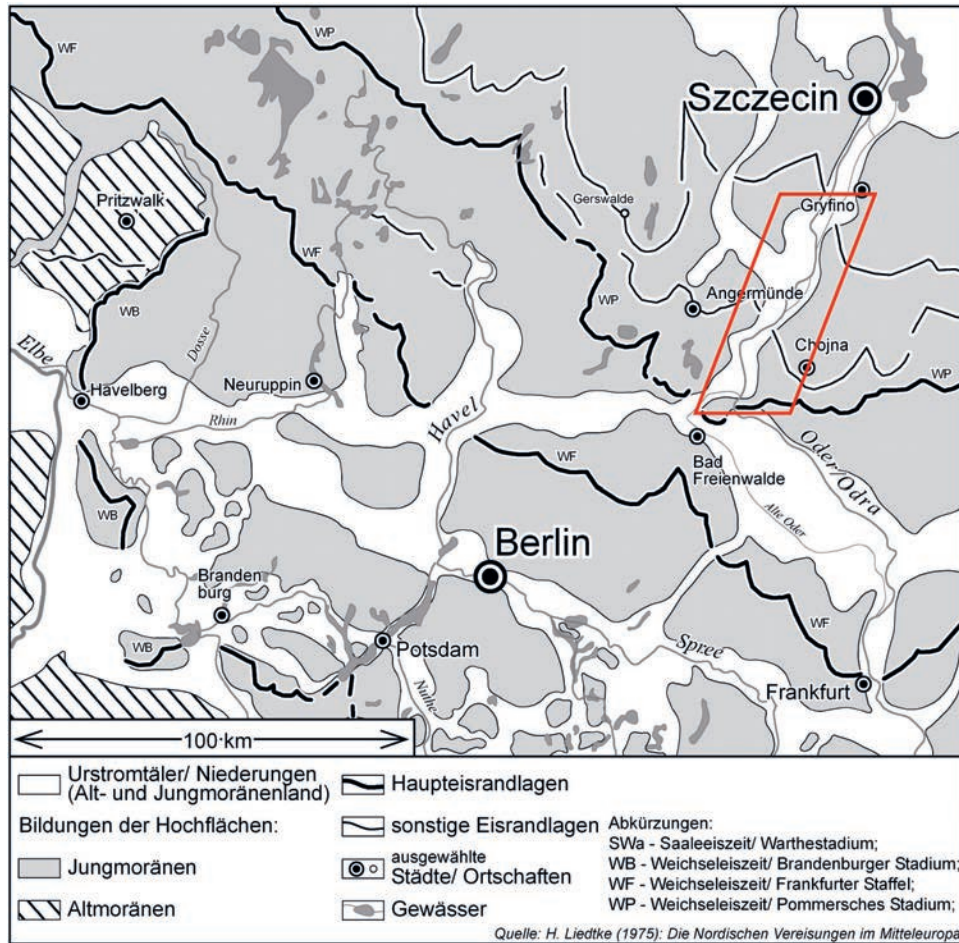 WF
WP
Szczecin
Pritzwalk
Gerswalde
Gryfino
WF
WB
Dosse
WP
Angermünde
Elbe
Chojna
Havelberg
Neuruppin
WP
Rhin
Havel
Bad
Freienwalde
Oder/Odra
WF
WB
Alte Oder
Berlin
Branden
burg
WF
WB
Potsdam
Spree
Nuthe
Frankfurt
100 km
Urstromtäler/ Niederungen
(Alt- und Jungmoränenland)
Bildungen der Hochflächen:
Jungmoränen
Altmoränen
Haupteisrandlagen
sonstige Eisrandlagen
ausgewählte
Städte/ Ortschaften
Gewässer
Abkürzungen:
SWa - Saaleeiszeit/ Warthestadium;
WB - Weichseleiszeit/ Brandenburger Stadium;
WF - Weichseleiszeit/ Frankfurter Staffel;
WP - Weichseleiszeit/ Pommersches Stadium;
Quelle: H. Liedtke (1975): Die Nordischen Vereisungen im Mitteleuropa